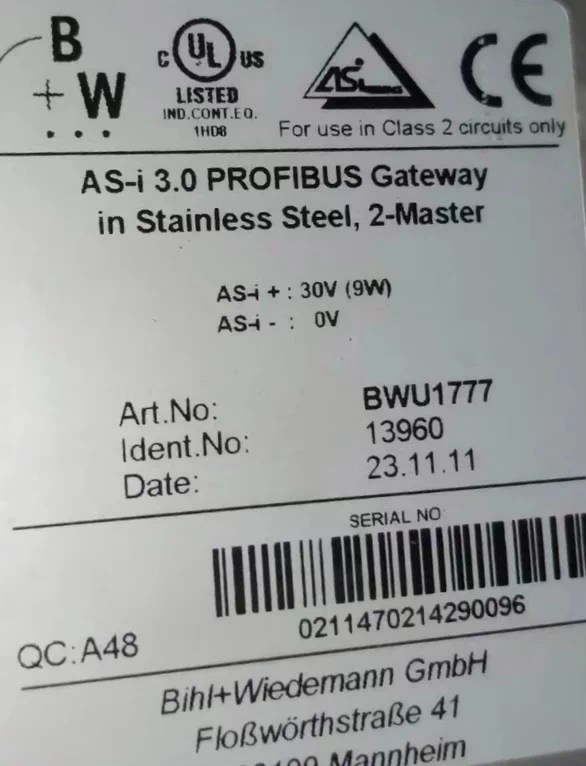 B
+W
...
C UL US
LISTED
IND.CONT.EQ.
1HD8
ASi
CE
For use in Class 2 circuits only
AS-i 3.0 PROFIBUS Gateway
in Stainless Steel, 2-Master
AS-i + : 30V (9W)
AS-i - : 0V
Art.No: BWU1777
Ident.No: 13960
Date: 23.11.11
SERIAL NO
0211470214290096
QC:A48
Bihl+Wiedemann GmbH
Floßwörthstraße 41
Mannheim